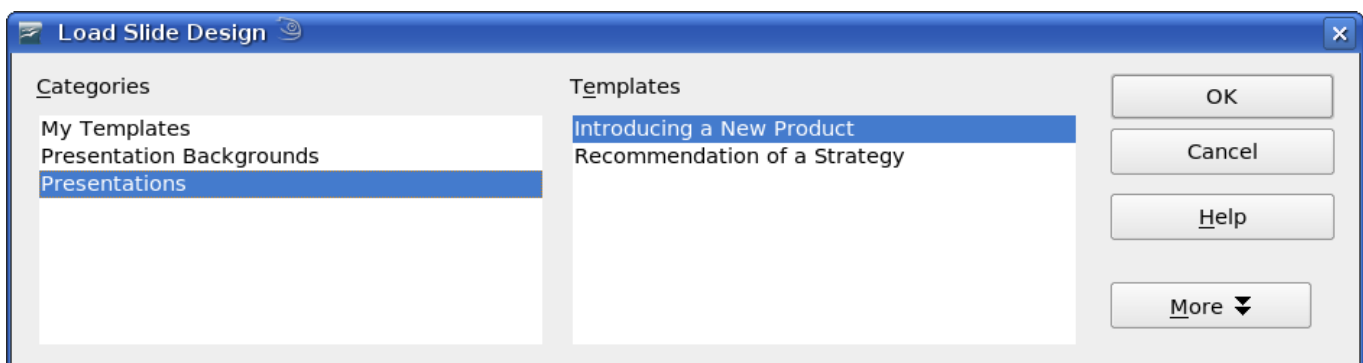 Load Slide Design
Categories
My Templates
Presentation Backgrounds
Presentations
Templates
Introducing a New Product
Recommendation of a Strategy
OK
Cancel
Help
More